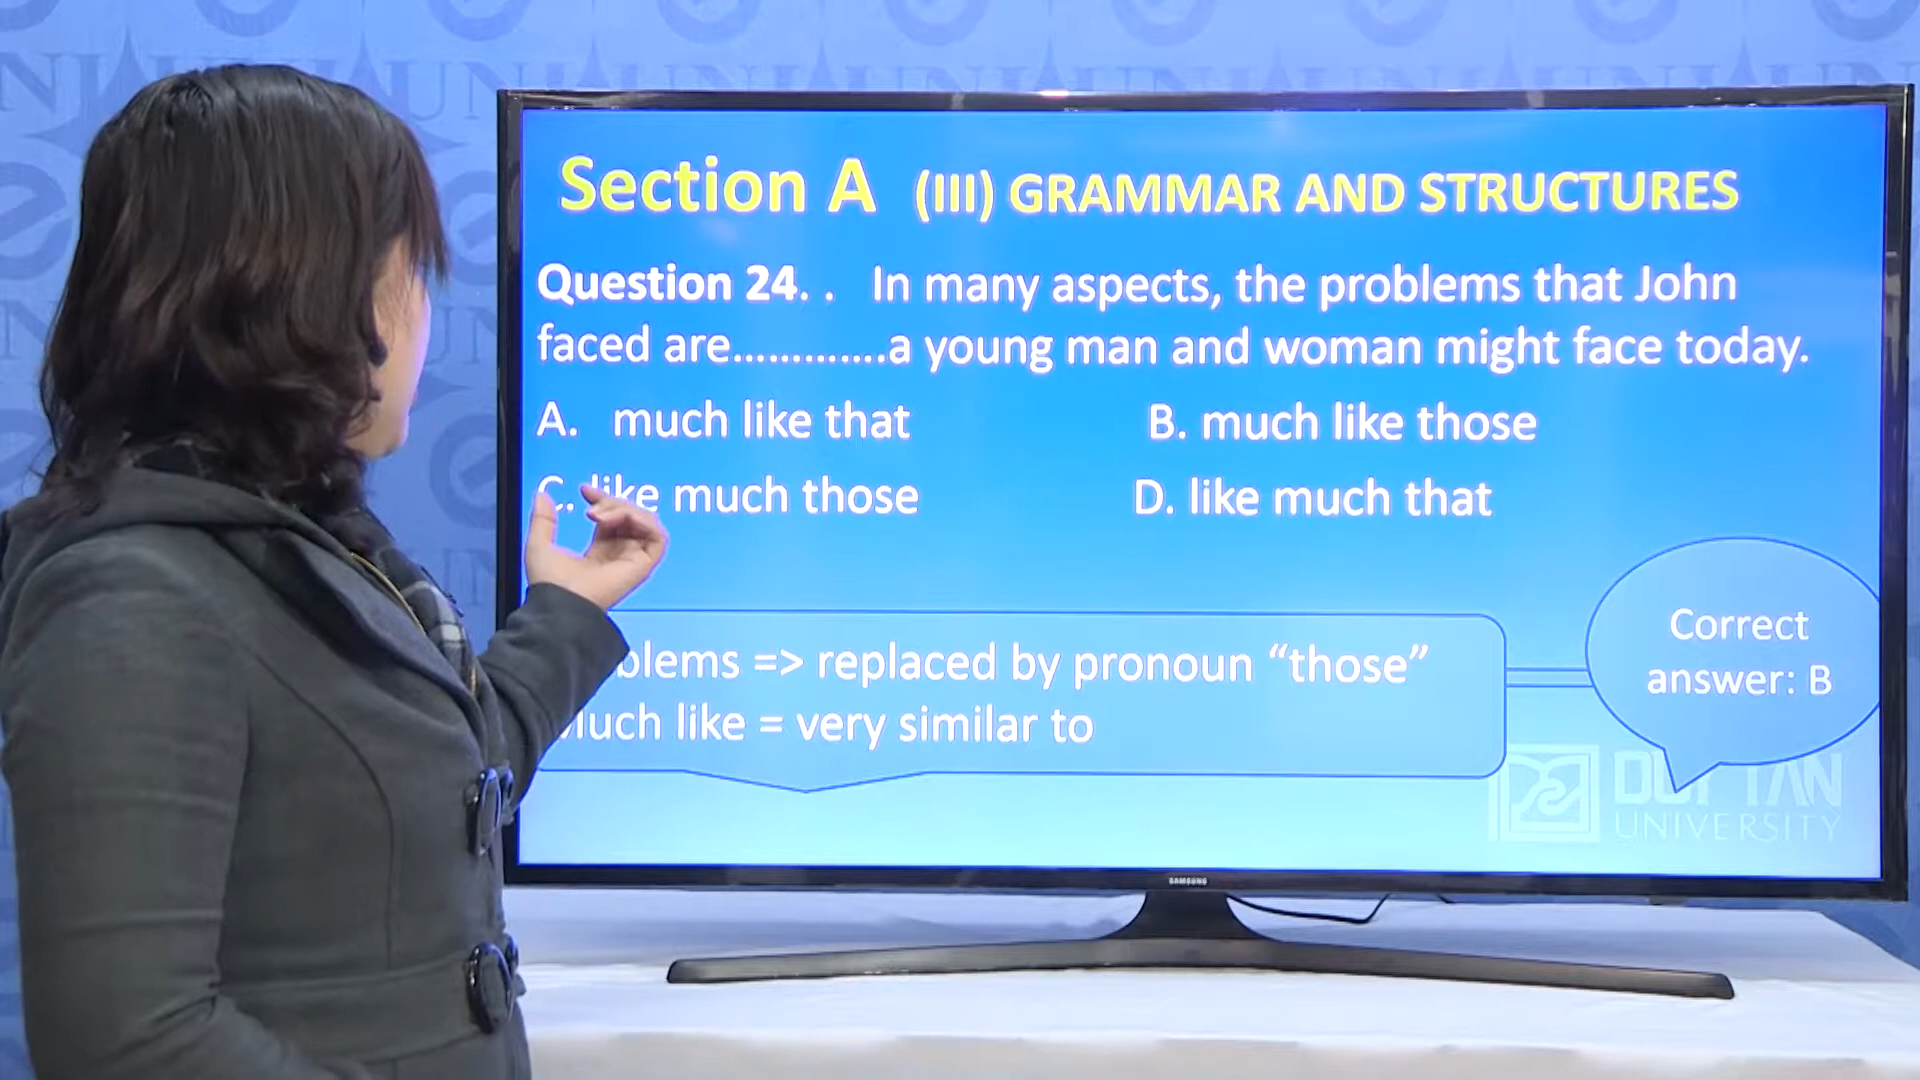 Section A (III) GRAMMAR AND STRUCTURES
Question 24. . In many aspects, the problems that John
faced are.............a young man and woman might face today.
A. much like that B. much like those
C. like much those D. like much that
=> replaced by pronoun “those”
like = very similar to
Correct
answer: B
UNIVERSITY
SAMSUNG